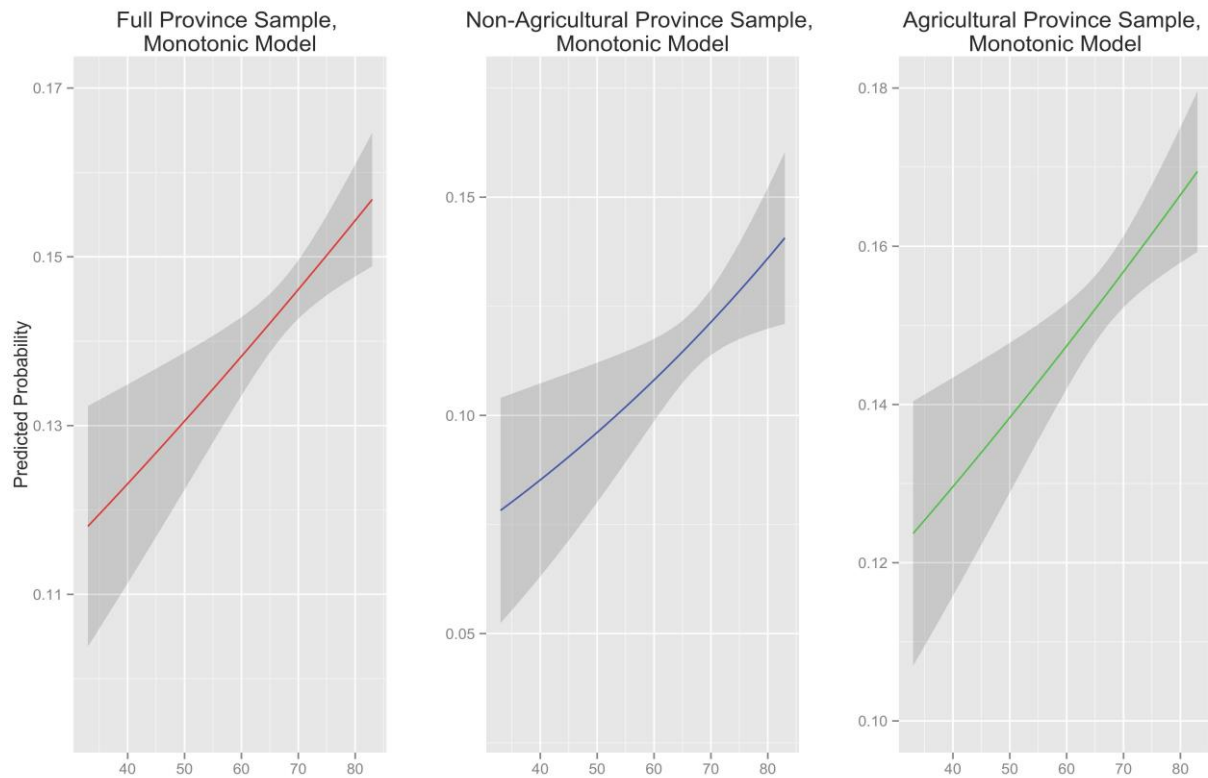 Full Province Sample,
Monotonic Model
Non-Agricultural Province Sample,
Monotonic Model
Agricultural Province Sample,
Monotonic Model
Predicted Probability
0.17
0.15
0.13
0.11
40 50 60 70 80
0.15
0.10
0.05
40 50 60 70 80
0.18
0.16
0.14
0.12
0.10
40 50 60 70 80